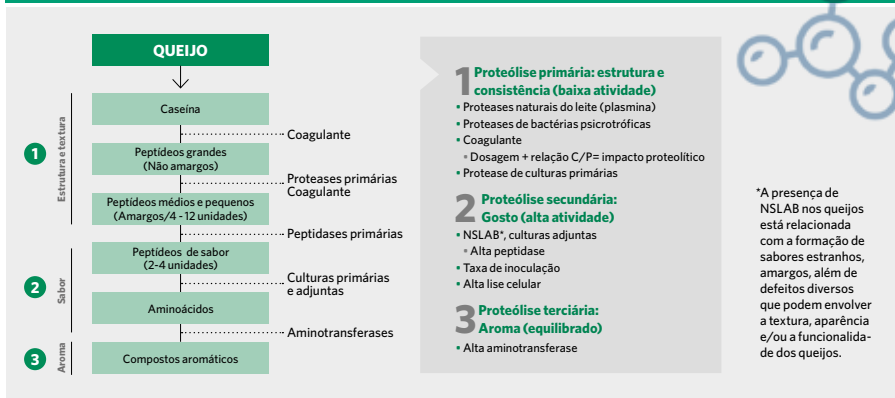 QUEIJO
Caseína
Coagulante
Peptídeos grandes
(Não amargos)
Proteases primárias
Coagulante
Peptídeos médios e pequenos
(Amargos/4 - 12 unidades)
Peptidases primárias
Peptídeos de sabor
(2-4 unidades)
Culturas primárias
e adjuntas
Aminoácidos
Aminotransferases
Compostos aromáticos
1
Estrutura e textura
2
Sabor
3
Aroma
1 Proteólise primária: estrutura e
consistência (baixa atividade)
▪ Proteases naturais do leite (plasmina)
▪ Proteases de bactérias psicrotróficas
▪ Coagulante
▪ Dosagem + relação C/P= impacto proteolítico
▪ Protease de culturas primárias
2 Proteólise secundária:
Gosto (alta atividade)
▪ NSLAB*, culturas adjuntas
▪ Alta peptidase
▪ Taxa de inoculação
▪ Alta lise celular
3 Proteólise terciária:
Aroma (equilibrado)
▪ Alta aminotransferase
*A presença de
NSLAB nos queijos
está relacionada
com a formação de
sabores estranhos,
amargos, além de
defeitos diversos
que podem envolver
a textura, aparência
e/ou a funcionalida-
de dos queijos.